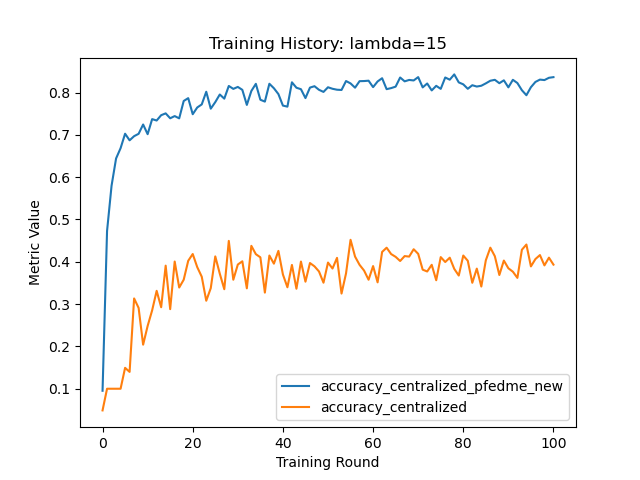 Training History: lambda=15
Metric Value
0.8
0.7
0.6
0.5
0.4
0.3
0.2
0.1
0
20
40
60
80
100
Training Round
accuracy_centralized_pfedme_new
accuracy_centralized